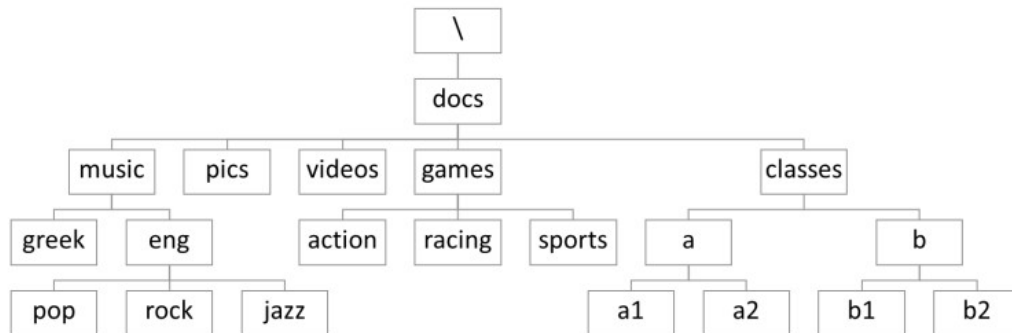 \
docs
music pics videos games classes
greek eng action racing sports a b
pop rock jazz a1 a2 b1 b2